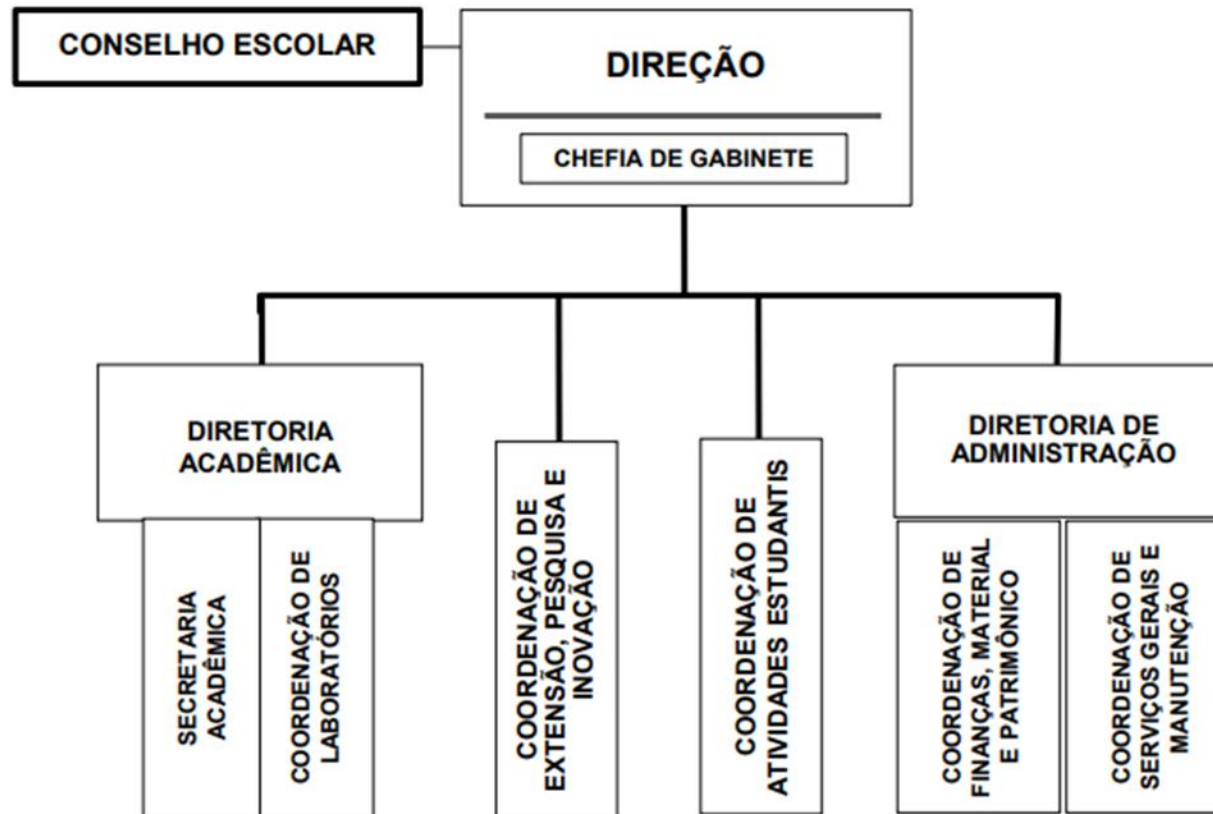 CONSELHO ESCOLAR
DIREÇÃO
CHEFIA DE GABINETE
DIRETORIA
ACADÊMICA
SECRETARIA
ACADÊMICA
COORDENAÇÃO DE
LABORATÓRIOS
COORDENAÇÃO DE
EXTENSÃO, PESQUISA E
INOVAÇÃO
COORDENAÇÃO DE
ATIVIDADES ESTUDANTIS
DIRETORIA DE
ADMINISTRAÇÃO
COORDENAÇÃO DE
FINANÇAS, MATERIAL
E PATRIMÔNICO
COORDENAÇÃO DE
SERVIÇOS GERAIS E
MANUTENÇÃO